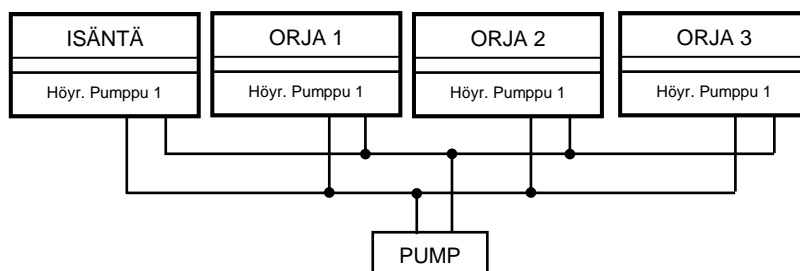 ISÄNTÄ
Höyr. Pumppu 1
ORJA 1
Höyr. Pumppu 1
ORJA 2
Höyr. Pumppu 1
ORJA 3
Höyr. Pumppu 1
PUMP